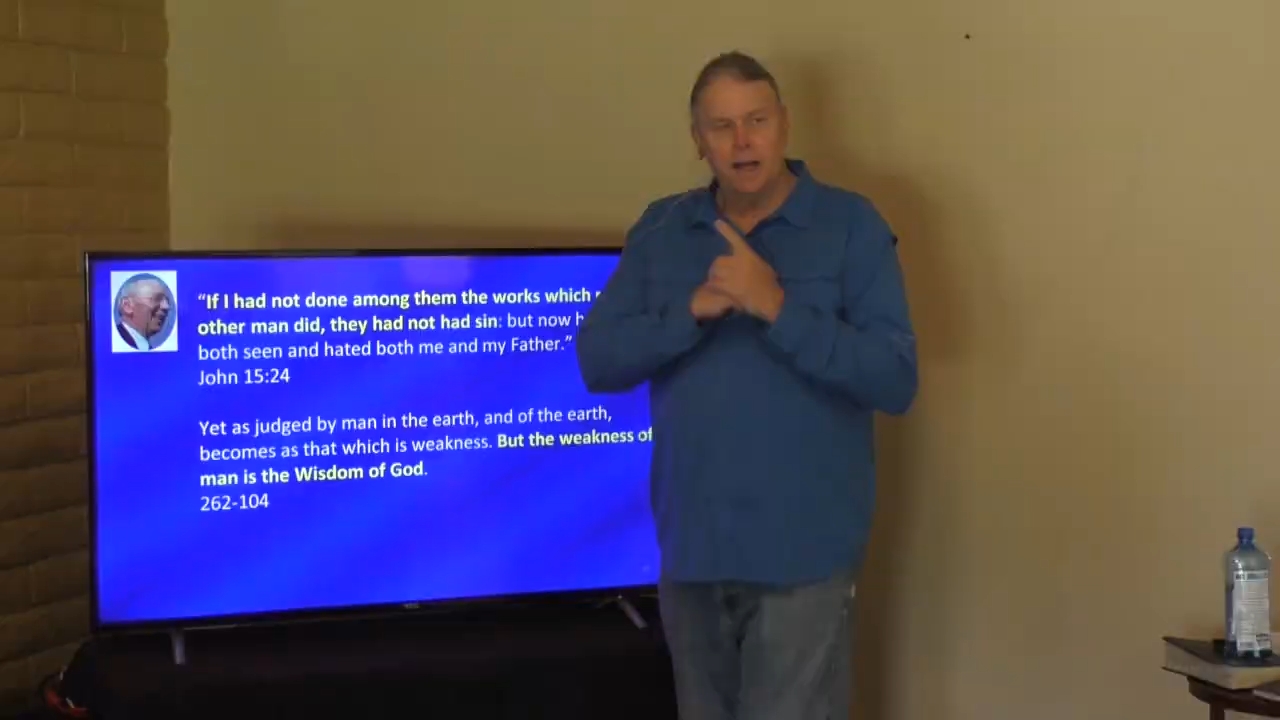 “If I had not done among them the works which
other man did, they had not had sin: but now
both seen and hated both me and my Father.”
John 15:24
Yet as judged by man in the earth, and of the earth,
becomes as that which is weakness. But the weakness of
man is the Wisdom of God.
262-104